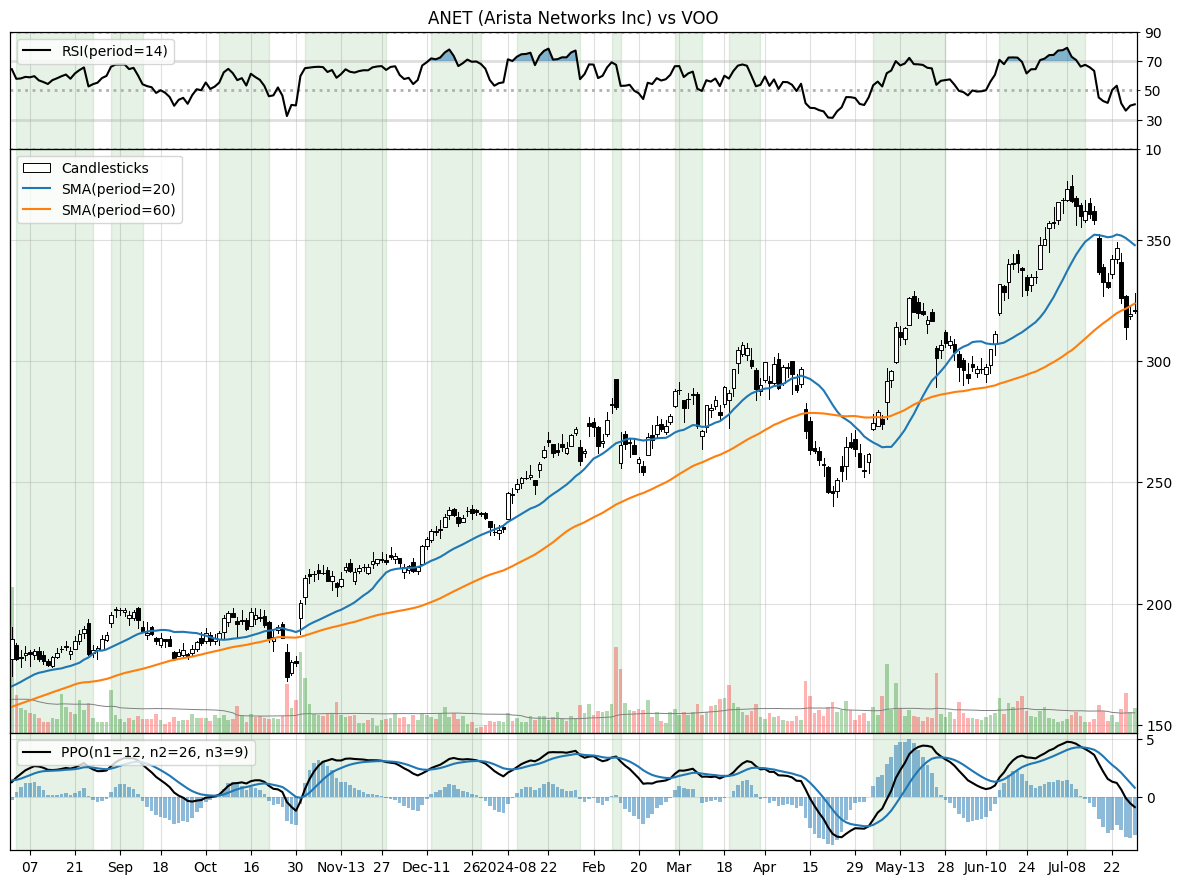 ANET (Arista Networks Inc) vs VOO
RSI(period=14)
90
70
50
30
10
Candlesticks
SMA(period=20)
SMA(period=60)
350
300
250
200
150
PPO(n1=12, n2=26, n3=9)
5
0
07 21 Sep 18 Oct 16 30 Nov-13 27 Dec-11 26 2024-08 22 Feb 20 Mar 18 Apr 15 29 May-13 28 Jun-10 24 Jul-08 22